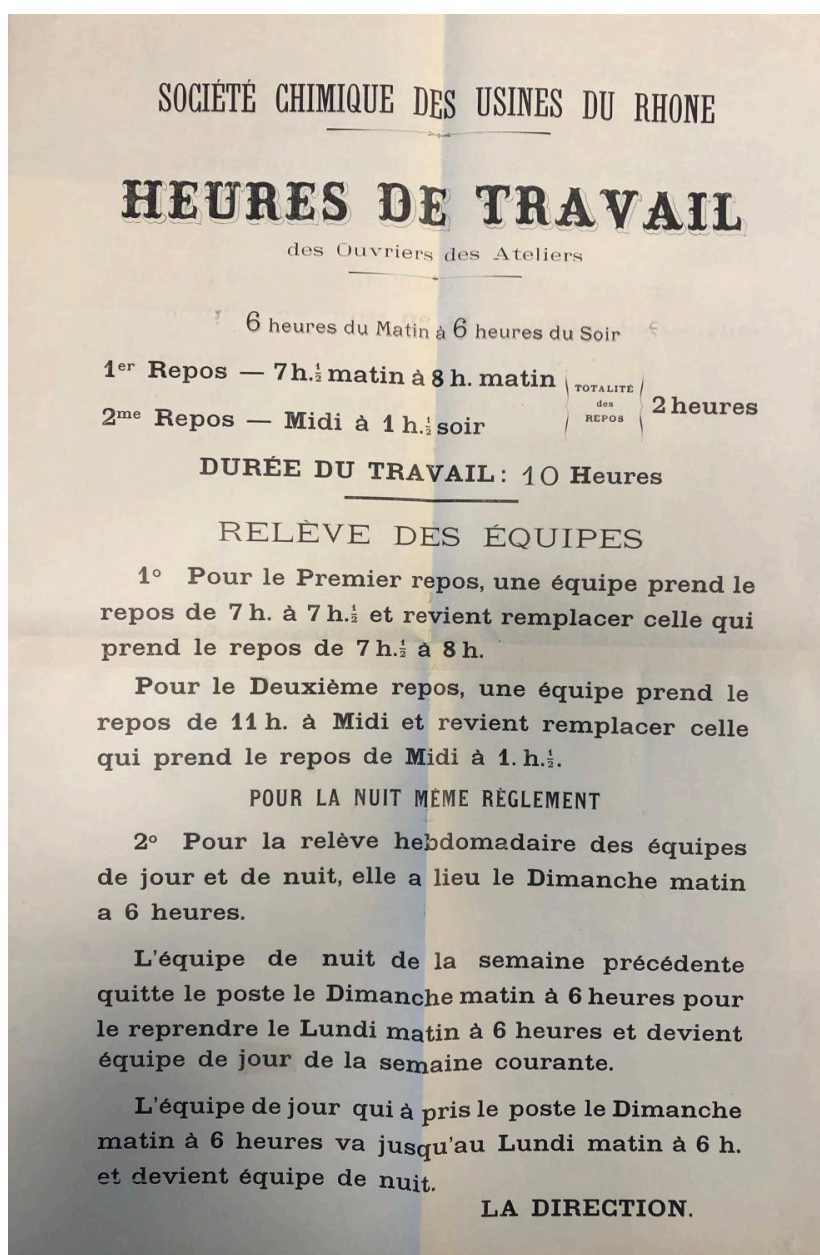 SOCIÉTÉ CHIMIQUE DES USINES DU RHONE
HEURES DE TRAVAIL
des Ouvriers des Ateliers
6 heures du Matin à 6 heures du Soir
1er Repos — 7 h.½ matin à 8 h. matin
2me Repos — Midi à 1 h.½ soir
TOTALITÉ
des
REPOS
2 heures
DURÉE DU TRAVAIL : 10 Heures
RELÈVE DES ÉQUIPES
1º Pour le Premier repos, une équipe prend le
repos de 7 h. à 7 h.½ et revient remplacer celle qui
prend le repos de 7 h.½ à 8 h.
Pour le Deuxième repos, une équipe prend le
repos de 11 h. à Midi et revient remplacer celle
qui prend le repos de Midi à 1. h.½.
POUR LA NUIT MÊME RÈGLEMENT
2º Pour la relève hebdomadaire des équipes
de jour et de nuit, elle a lieu le Dimanche matin
a 6 heures.
L'équipe de nuit de la semaine précédente
quitte le poste le Dimanche matin à 6 heures pour
le reprendre le Lundi matin à 6 heures et devient
équipe de jour de la semaine courante.
L'équipe de jour qui à pris le poste le Dimanche
matin à 6 heures va jusqu'au Lundi matin à 6 h.
et devient équipe de nuit.
LA DIRECTION.